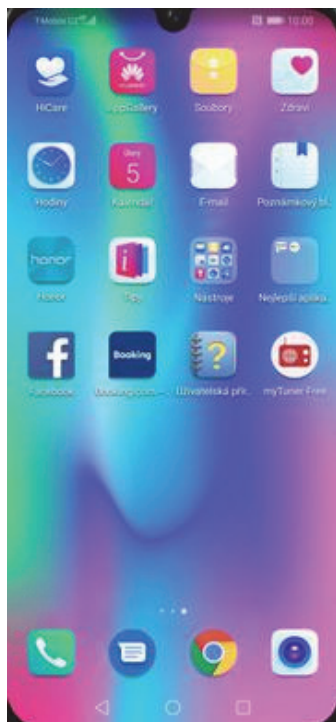 T-Mobile CZ
10:00
HiCare
AppGallery
Soubory
Zdraví
HUAWEI
Hodiny
Úterý
5
Kalendář
E-mail
Poznámkový bl..
honor
Honor
Tipy
Nástroje
Nejlepší aplika..
Facebook
Booking
Booking.com –..
Uživatelská přír..
myTuner Free